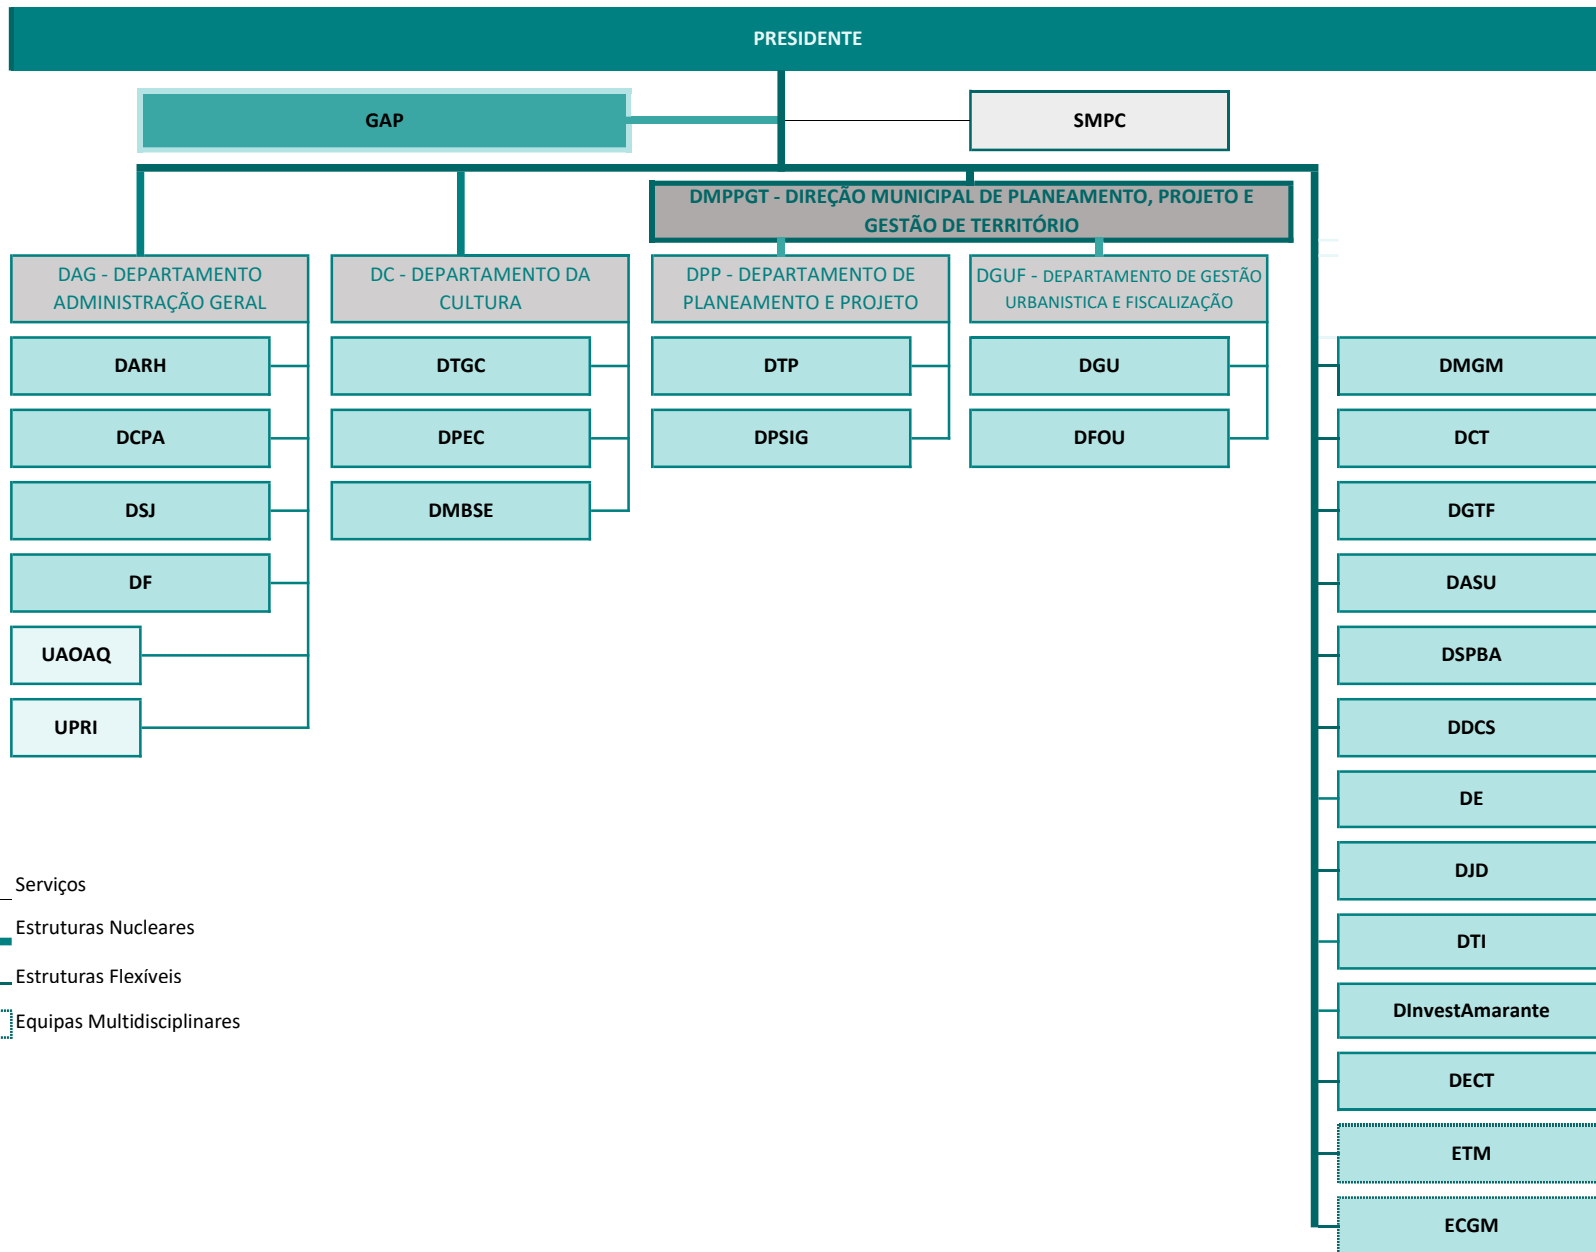 PRESIDENTE
GAP
SMPC
DMPPGT - DIREÇÃO MUNICIPAL DE PLANEAMENTO, PROJETO E
GESTÃO DE TERRITÓRIO
DAG - DEPARTAMENTO
ADMINISTRAÇÃO GERAL
DC - DEPARTAMENTO DA
CULTURA
DPP - DEPARTAMENTO DE
PLANEAMENTO E PROJETO
DGUF - DEPARTAMENTO DE GESTÃO
URBANISTICA E FISCALIZAÇÃO
DARH
DCPA
DSJ
DF
UAOAQ
UPRI
DTGC
DPEC
DMBSE
DTP
DPSIG
DGU
DFOU
DMGM
DCT
DGTF
DASU
DSPBA
DDCS
DE
DJD
DTI
DInvestAmarante
DECT
ETM
ECGM
Serviços
Estruturas Nucleares
Estruturas Flexíveis
Equipas Multidisciplinares